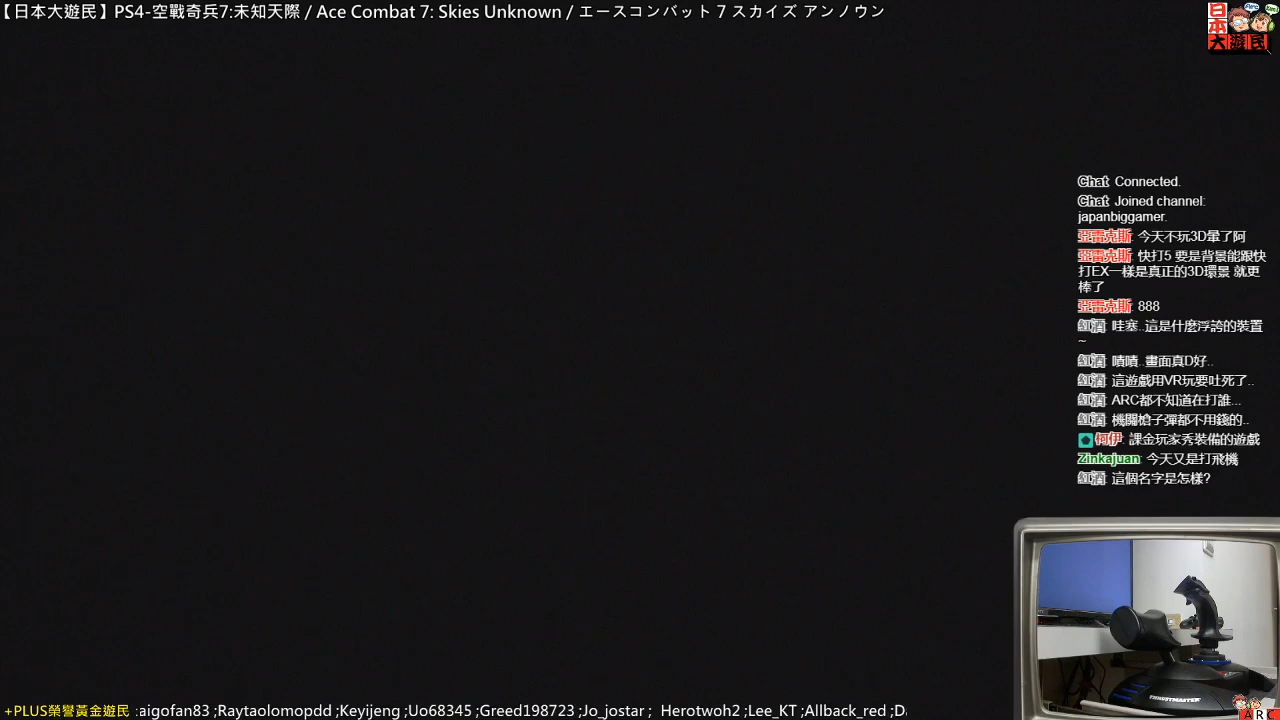 【日本大遊民】PS4-空戰奇兵7:未知天際 / Ace Combat 7: Skies Unknown / エースコンバット７スカイズ アンノウン
日本
大遊民
Chat Connected.
Chat Joined channel:
japanbiggamer.
亞雷克斯: 今天不玩3D暈了阿
亞雷克斯: 快打5 要是背景能跟快
打EX一樣是真正的3D環景 就更
棒了
亞雷克斯: 888
紅酒: 哇塞..這是什麼浮誇的裝置
~
紅酒: 嘖嘖..畫面真D好..
紅酒: 這遊戲用VR玩要吐死了..
紅酒: ARC都不知道在打誰...
紅酒: 機關槍子彈都不用錢的..
柯伊: 課金玩家秀裝備的遊戲
Zinkajuan: 今天又是打飛機
紅酒: 這個名字是怎樣?
THRUSTMASTER
ARC
+PLUS榮譽黃金遊民 :aigofan83 ;Raytaolomopdd ;Keyijeng ;Uo68345 ;Greed198723 ;Jo_jostar ; Herotwoh2 ;Lee_KT ;Allback_red ;Da